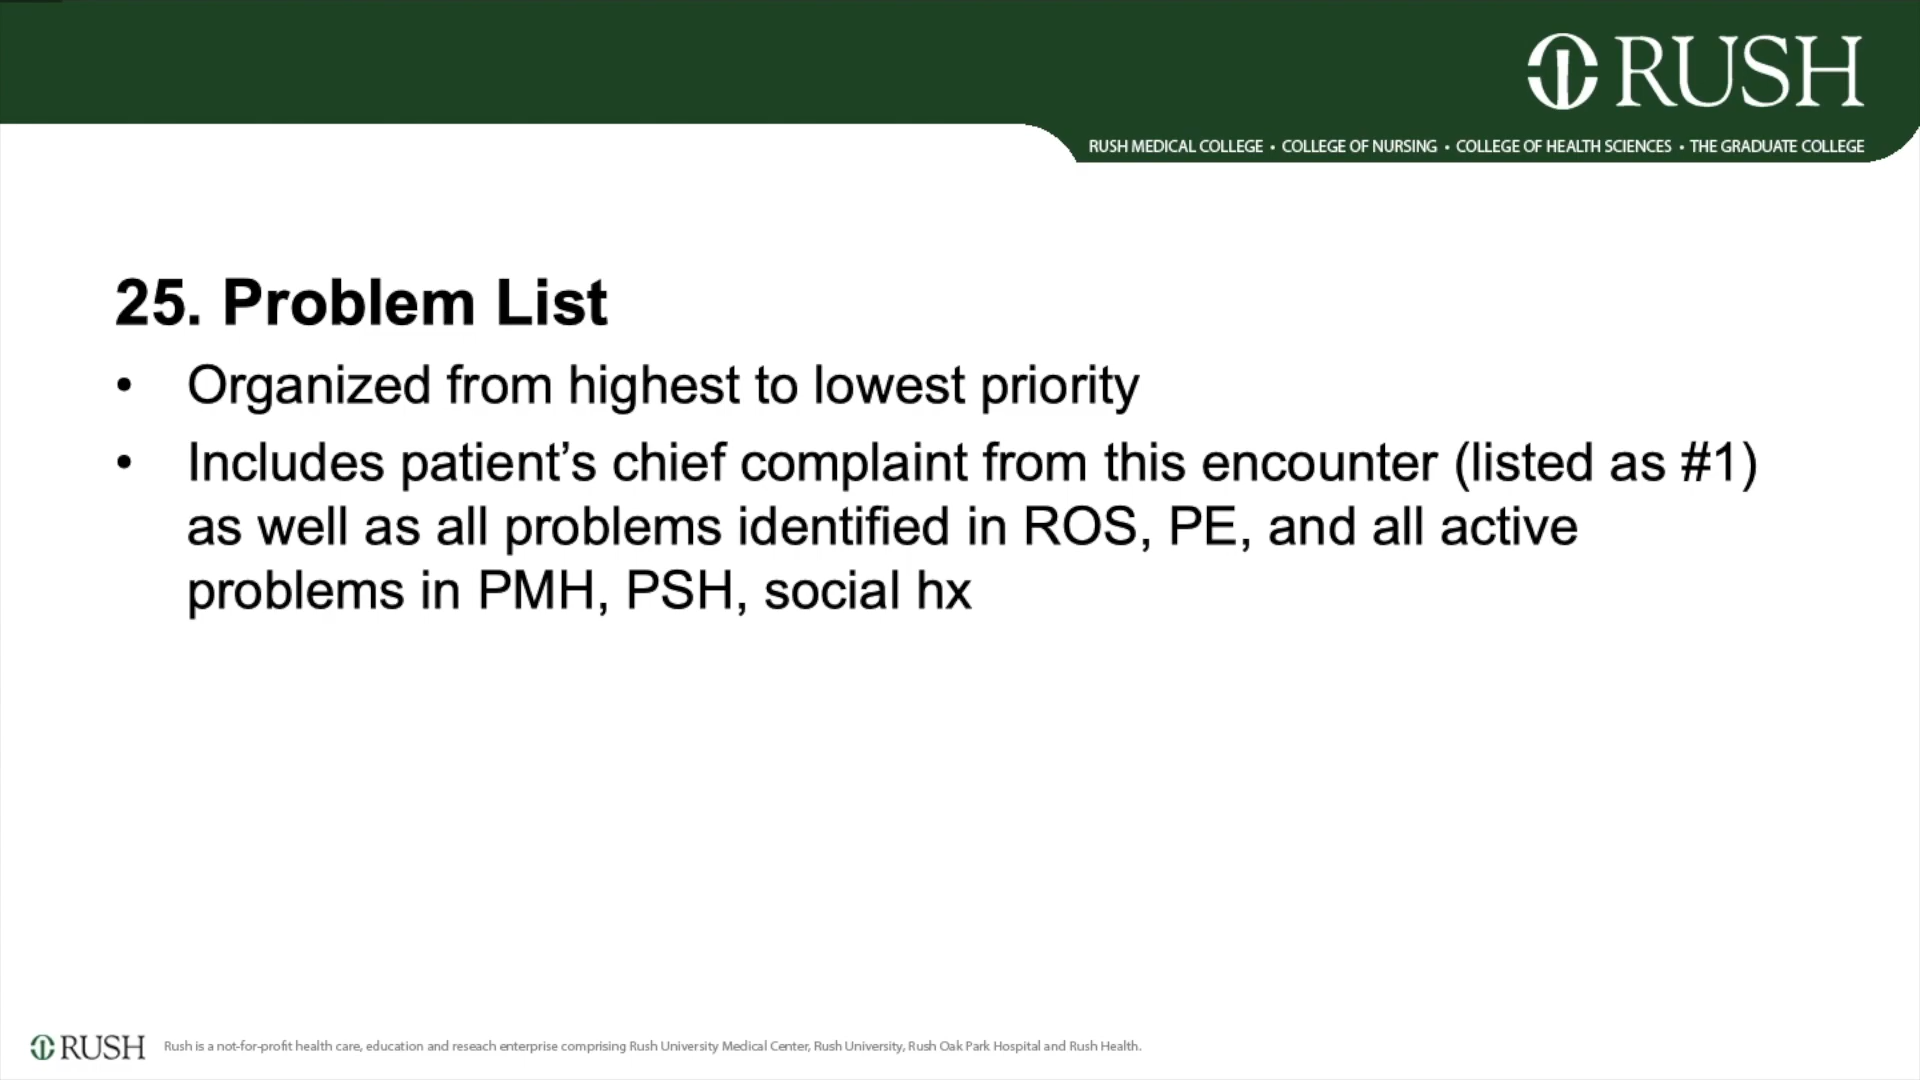 RUSH
RUSH MEDICAL COLLEGE • COLLEGE OF NURSING • COLLEGE OF HEALTH SCIENCES • THE GRADUATE COLLEGE
25. Problem List
• Organized from highest to lowest priority
• Includes patient’s chief complaint from this encounter (listed as #1)
as well as all problems identified in ROS, PE, and all active
problems in PMH, PSH, social hx
RUSH Rush is a not-for-profit health care, education and reseach enterprise comprising Rush University Medical Center, Rush University, Rush Oak Park Hospital and Rush Health.